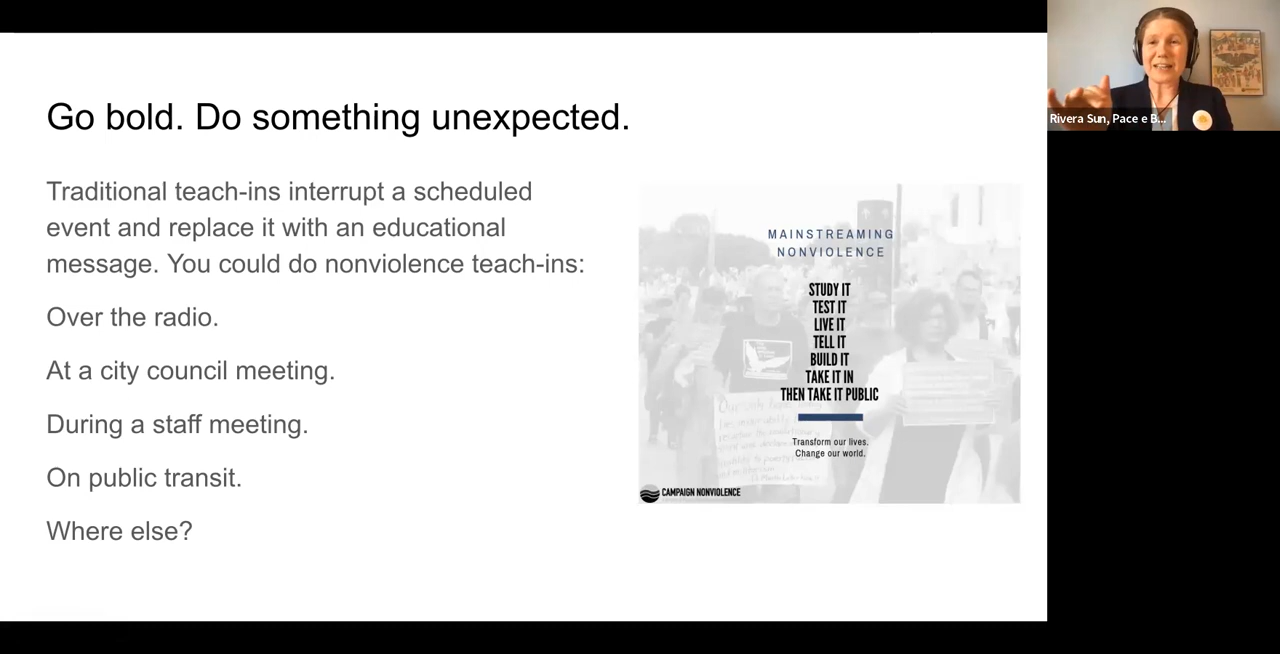 Go bold. Do something unexpected.
Traditional teach-ins interrupt a scheduled
event and replace it with an educational
message. You could do nonviolence teach-ins:
Over the radio.
At a city council meeting.
During a staff meeting.
On public transit.
Where else?
MAINSTREAMING
NONVIOLENCE
STUDY IT
TEST IT
LIVE IT
TELL IT
BUILD IT
TAKE IT IN
THEN TAKE IT PUBLIC
Transform our lives.
Change our world.
CAMPAIGN NONVIOLENCE
Rivera Sun, Pace e B...